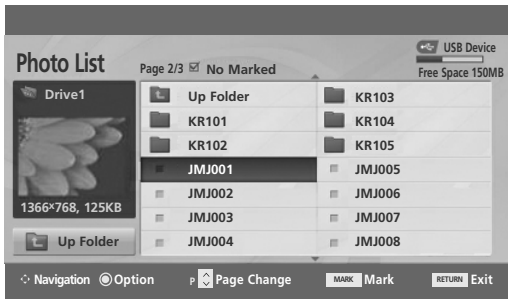 USB Device
Photo List
Page 2/3 No Marked
Free Space 150MB
Drive1
1366×768, 125KB
Up Folder
Up Folder
KR101
KR102
JMJ001
JMJ002
JMJ003
JMJ004
KR103
KR104
KR105
JMJ005
JMJ006
JMJ007
JMJ008
Navigation Option P Page Change MARK Mark RETURN Exit